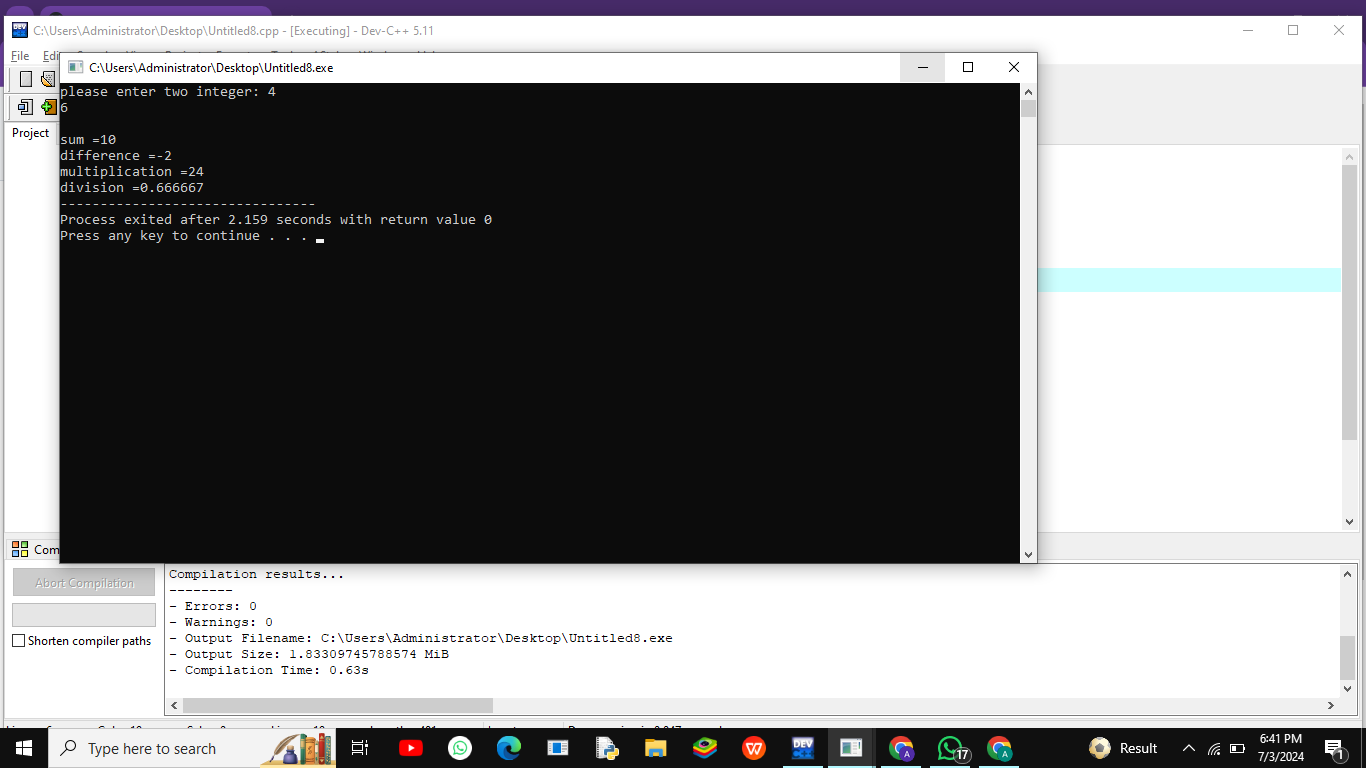 C:\Users\Administrator\Desktop\Untitled8.cpp - [Executing] - Dev-C++ 5.11
File
C:\Users\Administrator\Desktop\Untitled8.exe
please enter two integer: 4
6
sum =10
difference =-2
multiplication =24
division =0.666667
--------------------------------
Process exited after 2.159 seconds with return value 0
Press any key to continue . . .
Project
Abort Compilation
Shorten compiler paths
Compilation results...
--------
- Errors: 0
- Warnings: 0
- Output Filename: C:\Users\Administrator\Desktop\Untitled8.exe
- Output Size: 1.83309745788574 MiB
- Compilation Time: 0.63s
Type here to search
DEV
A
17
A
Result
6:41 PM
7/3/2024
1